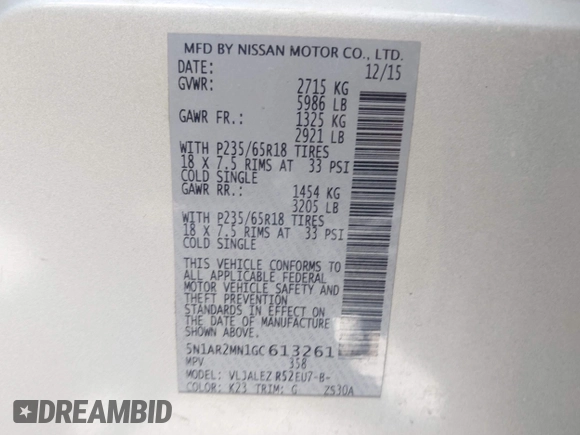 MFD BY NISSAN MOTOR CO., LTD.
DATE: 12/15
GVWR: 2715 KG
5986 LB
GAWR FR.: 1325 KG
2921 LB
WITH P235/65R18 TIRES
18 X 7.5 RIMS AT 33 PSI
COLD SINGLE
GAWR RR.: 1454 KG
3205 LB
WITH P235/65R18 TIRES
18 X 7.5 RIMS AT 33 PSI
COLD SINGLE
THIS VEHICLE CONFORMS TO
ALL APPLICABLE FEDERAL
MOTOR VEHICLE SAFETY AND
THEFT PREVENTION
STANDARDS IN EFFECT ON
THE DATE OF MANUFACTURE
SHOWN ABOVE.
5N1AR2MN1GC613261
MPV 358
MODEL: VLJALEZ R52EU7-B-
COLOR: K23 TRIM: G 2530A